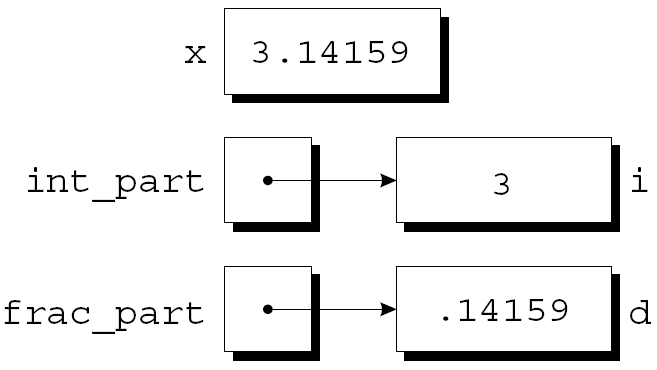 x 3.14159
int_part 3 i
frac_part .14159 d